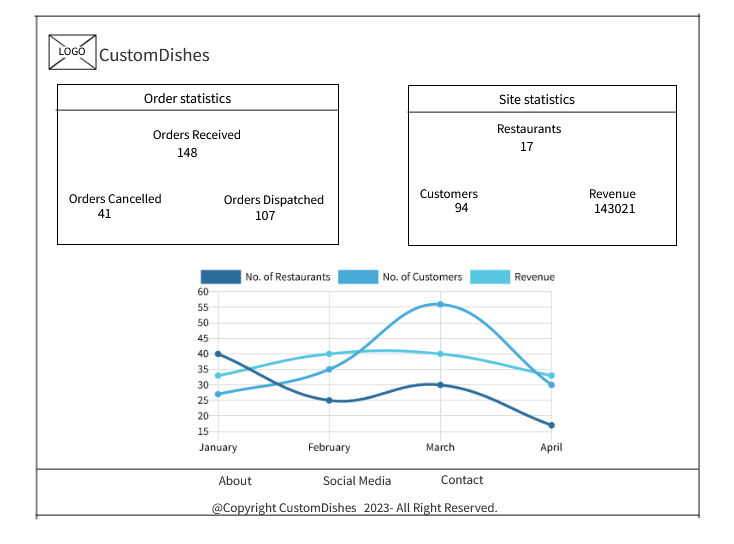 LOGO CustomDishes
Order statistics
Orders Received
148
Orders Cancelled Orders Dispatched
41 107
Site statistics
Restaurants
17
Customers Revenue
94 143021
No. of Restaurants No. of Customers Revenue
60
55
50
45
40
35
30
25
20
15
January February March April
About Social Media Contact
@Copyright CustomDishes 2023- All Right Reserved.